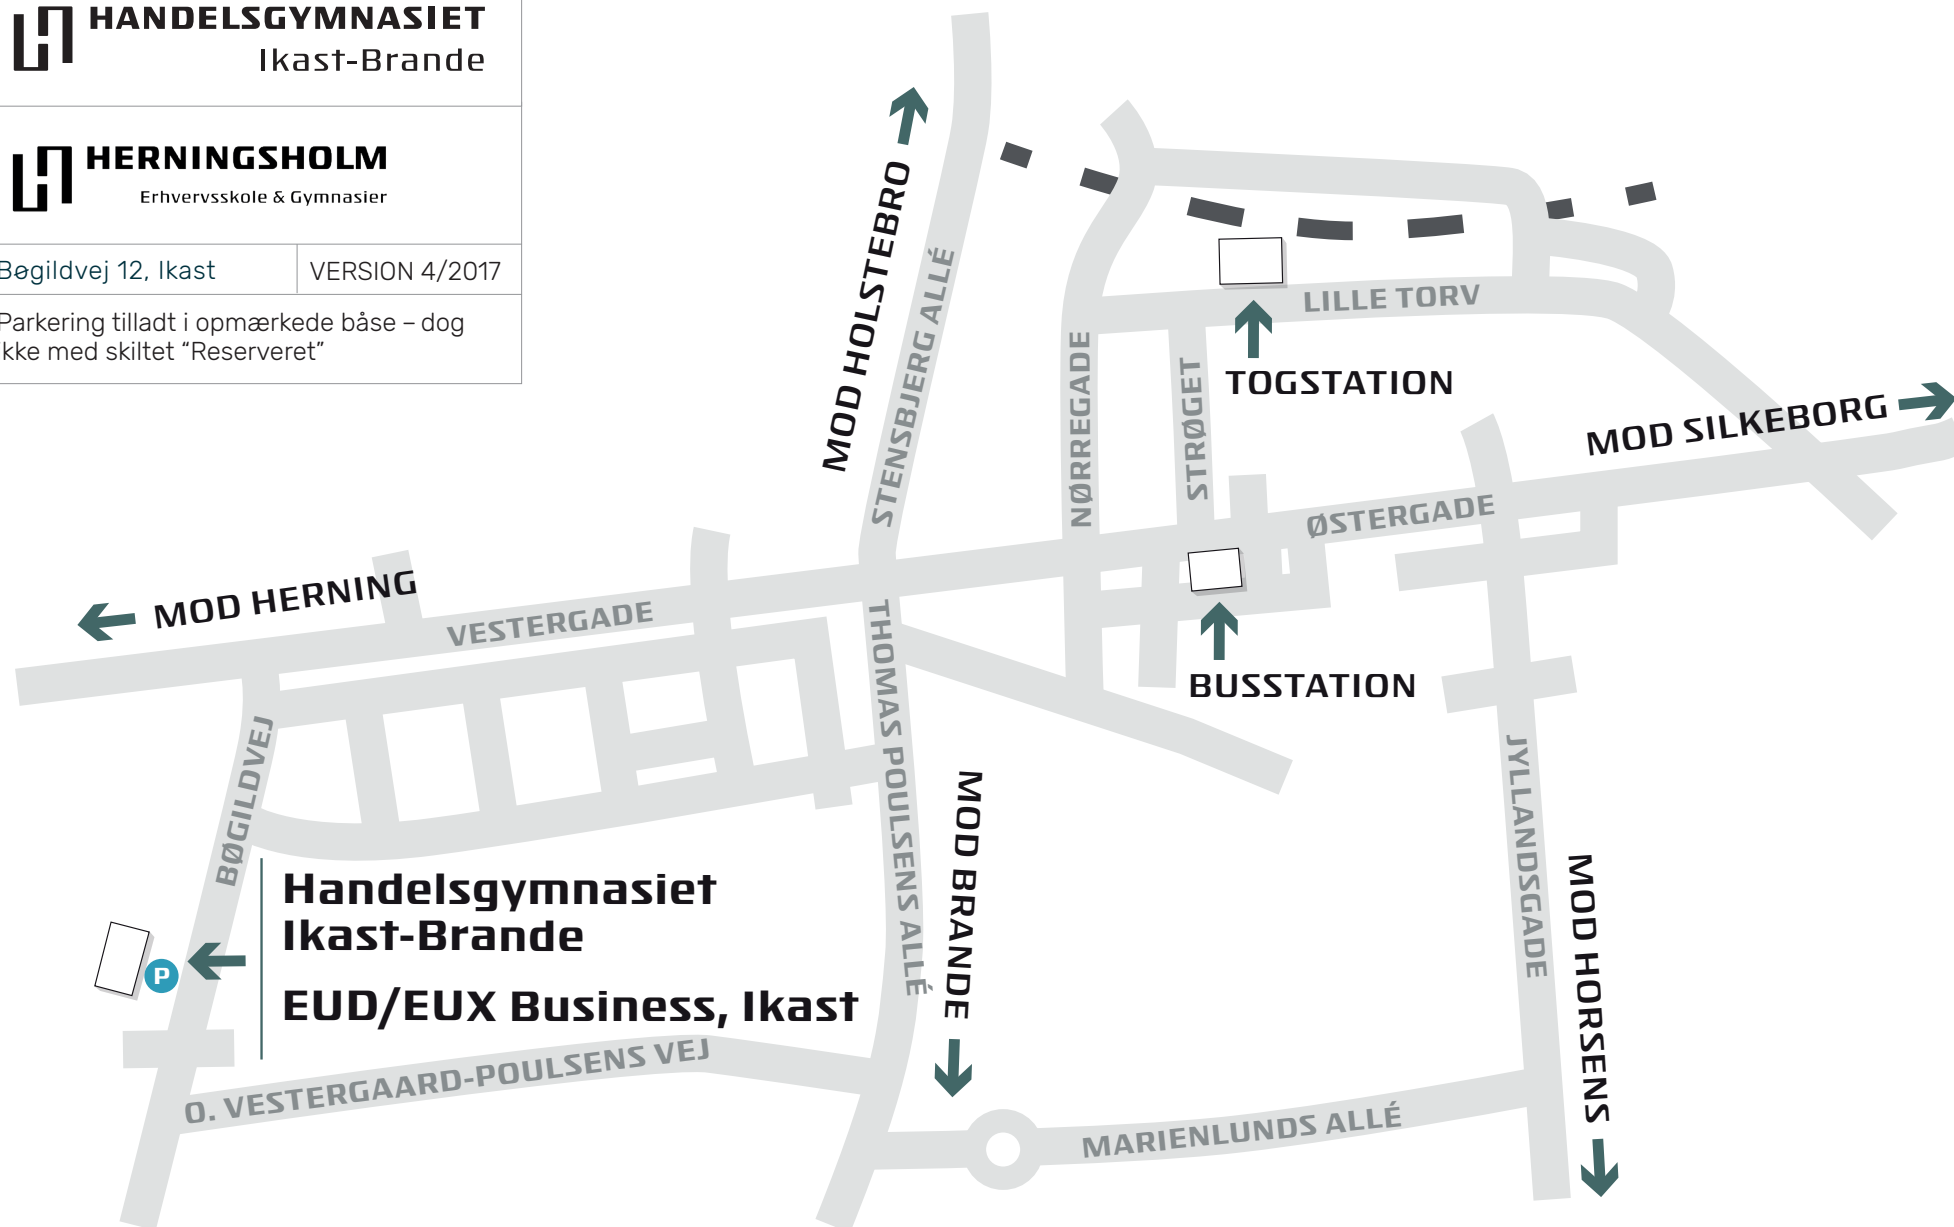 HANDELSGYMNASIET
Ikast-Brande
HERNINGSHOLM
Erhvervsskole & Gymnasier
Bøgildvej 12, Ikast
VERSION 4/2017
Parkering tilladt i opmærkede båse – dog
ikke med skiltet “Reserveret”
MOD HOLSTEBRO
STENSBJERG ALLÉ
NØRREGADE
STRØGET
LILLE TORV
TOGSTATION
MOD SILKEBORG
ØSTERGADE
MOD HERNING
VESTERGADE
BUSSTATION
THOMAS POULSENS ALLÉ
BØGILDVEJ
MOD BRANDE
JYLLANDSGADE
MOD HORSENS
Handelsgymnasiet
Ikast-Brande
EUD/EUX Business, Ikast
P
O. VESTERGAARD-POULSENS VEJ
MARIENLUNDS ALLÉ